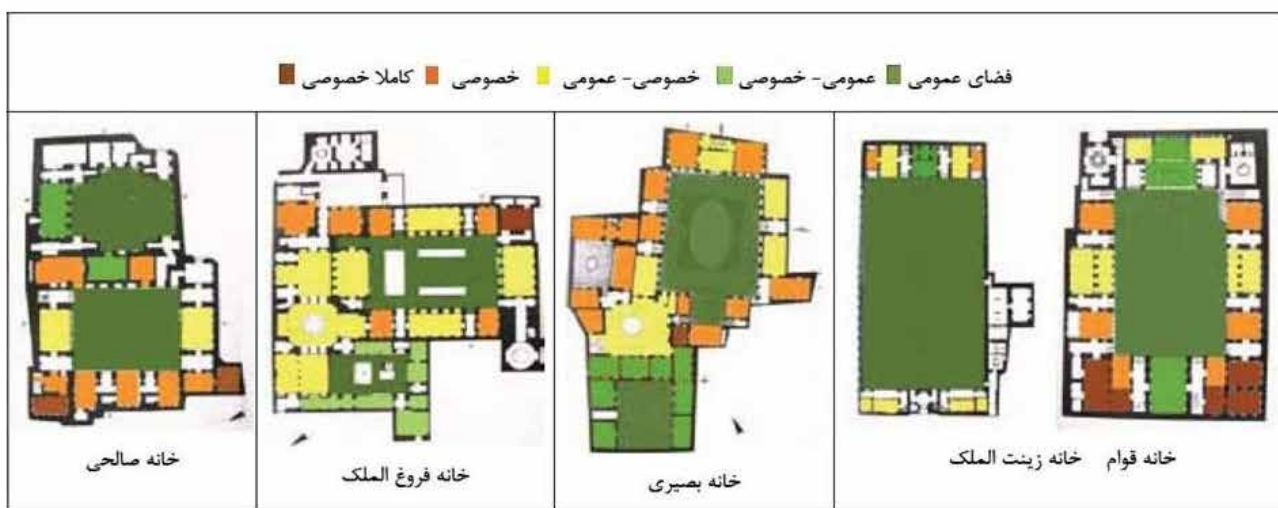 فضای عمومی عمومی- خصوصی خصوصی- عمومی خصوصی کاملا خصوصی
خانه قوام خانه زینت الملک خانه بصیری خانه فروغ الملک خانه صالحی